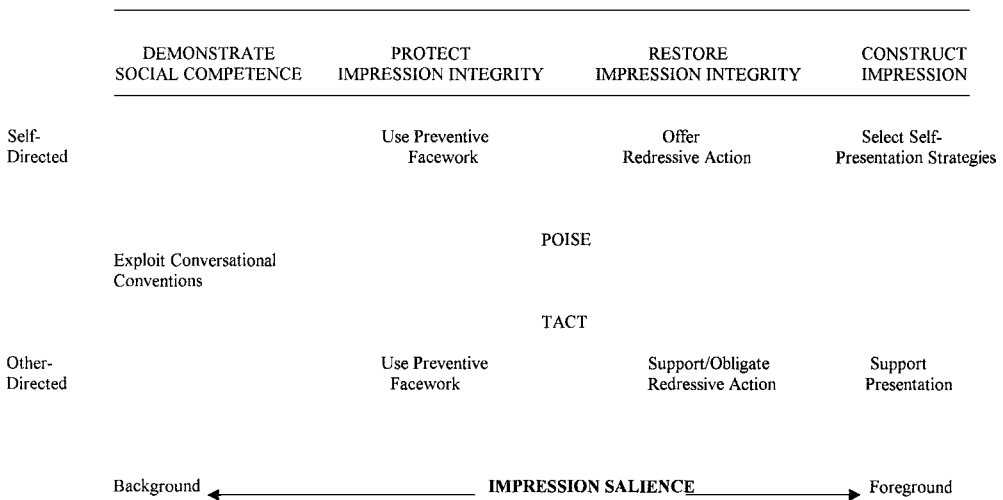 DEMONSTRATE PROTECT RESTORE CONSTRUCT
SOCIAL COMPETENCE IMPRESSION INTEGRITY IMPRESSION INTEGRITY IMPRESSION
Self- Use Preventive Offer Select Self-
Directed Facework Redressive Action Presentation Strategies
POISE
Exploit Conversational
Conventions
TACT
Other- Use Preventive Support/Obligate Support
Directed Facework Redressive Action Presentation
Background IMPRESSION SALIENCE Foreground